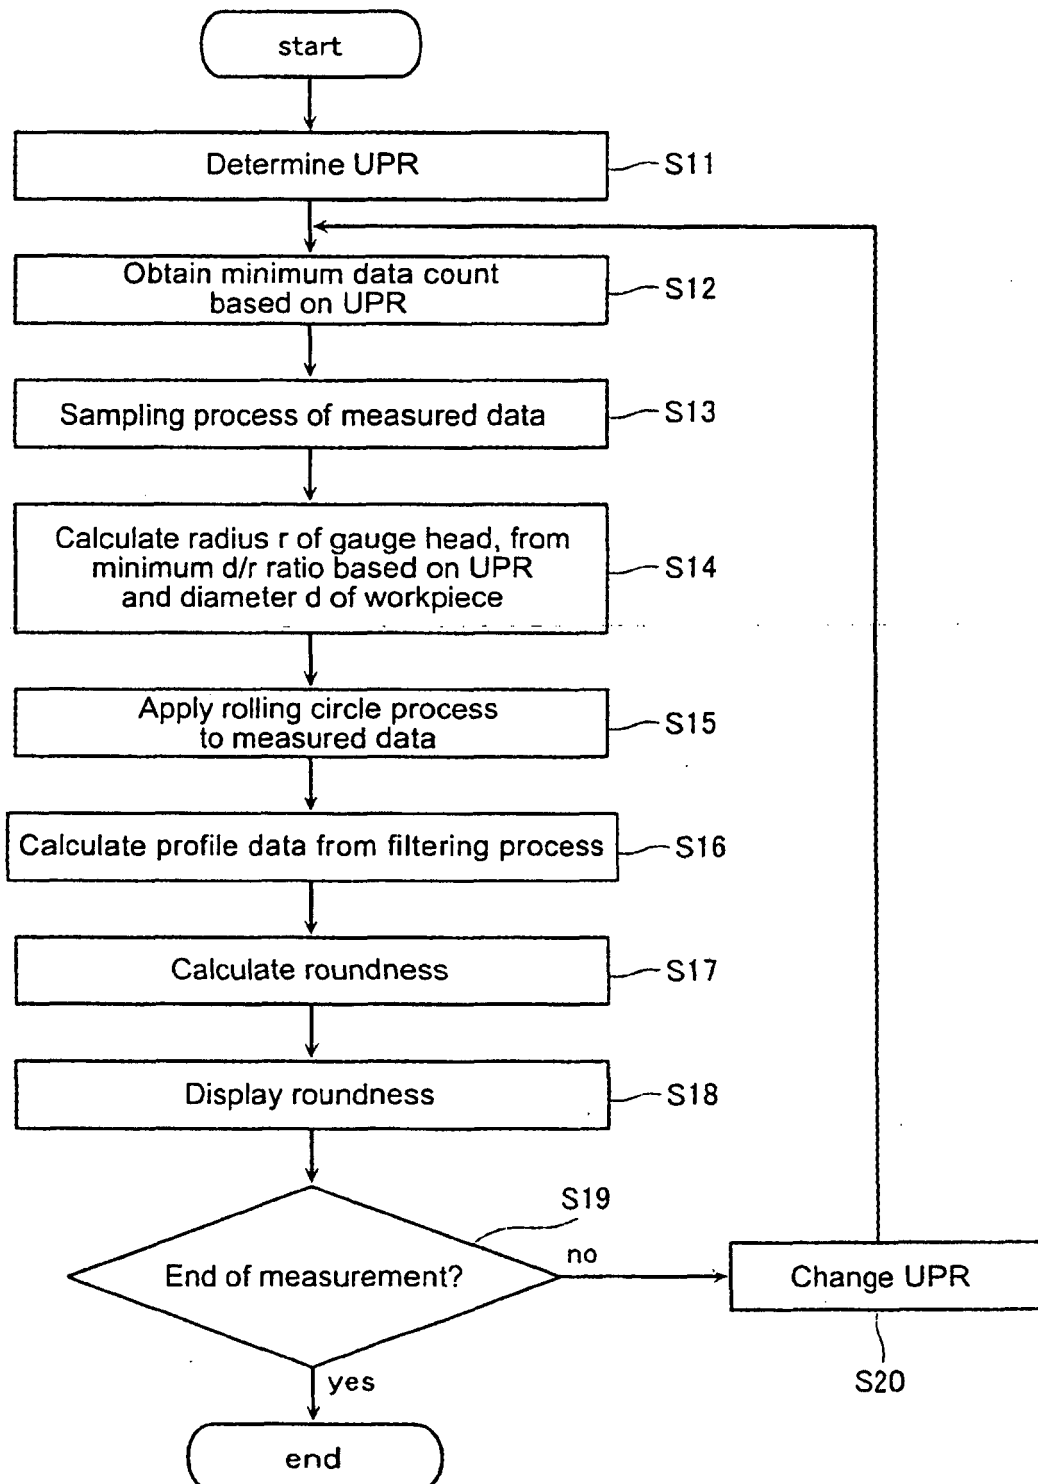 start
Determine UPR
S11
Obtain minimum data count
based on UPR
S12
Sampling process of measured data
S13
Calculate radius r of gauge head, from
minimum d/r ratio based on UPR
and diameter d of workpiece
S14
Apply rolling circle process
to measured data
S15
Calculate profile data from filtering process
S16
Calculate roundness
S17
Display roundness
S18
S19
End of measurement?
no
Change UPR
S20
yes
end